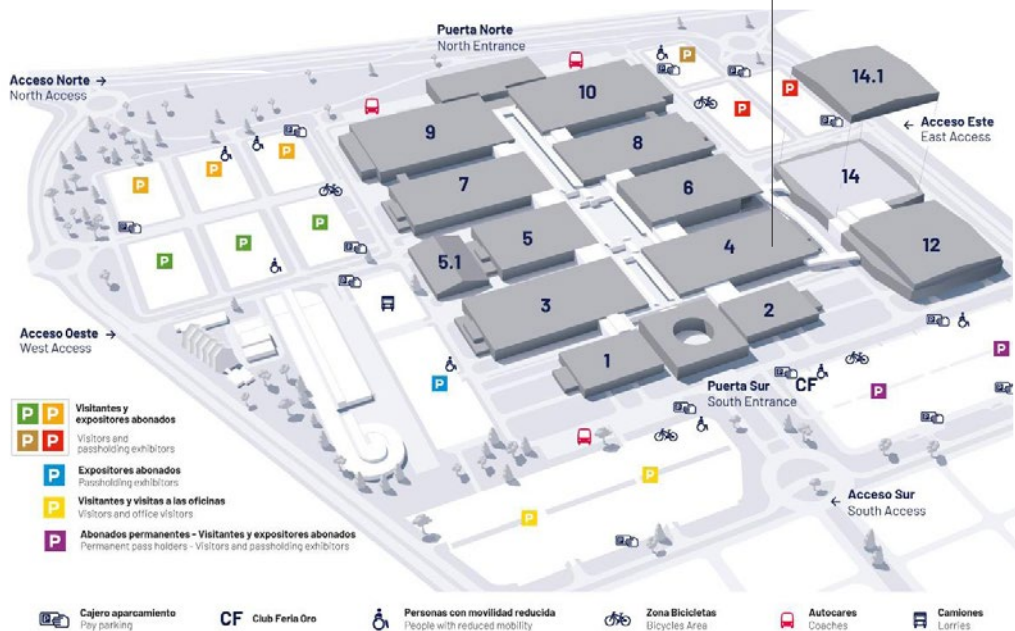 Puerta Norte
North Entrance
Acceso Norte →
North Access
P
14.1
10
← Acceso Este
East Access
P
P
9
8
P
P
P
7
6
14
P
P
P
5
5.1
4
12
3
2
1
Acceso Oeste →
West Access
P
P
P
Puerta Sur
South Entrance
CF
P P
P P
Visitantes y
expositores abonados
Visitors and
passholding exhibitors
P
Expositores abonados
Passholding exhibitors
P
Visitantes y visitas a las oficinas
Visitors and office visitors
P
Abonados permanentes - Visitantes y expositores abonados
Permanent pass holders - Visitors and passholding exhibitors
P
P
Acceso Sur
← South Access
Cajero aparcamiento
Pay parking
CF Club Feria Oro
Personas con movilidad reducida
People with reduced mobility
Zona Bicicletas
Bicycles Area
Autocares
Coaches
Camiones
Lorries